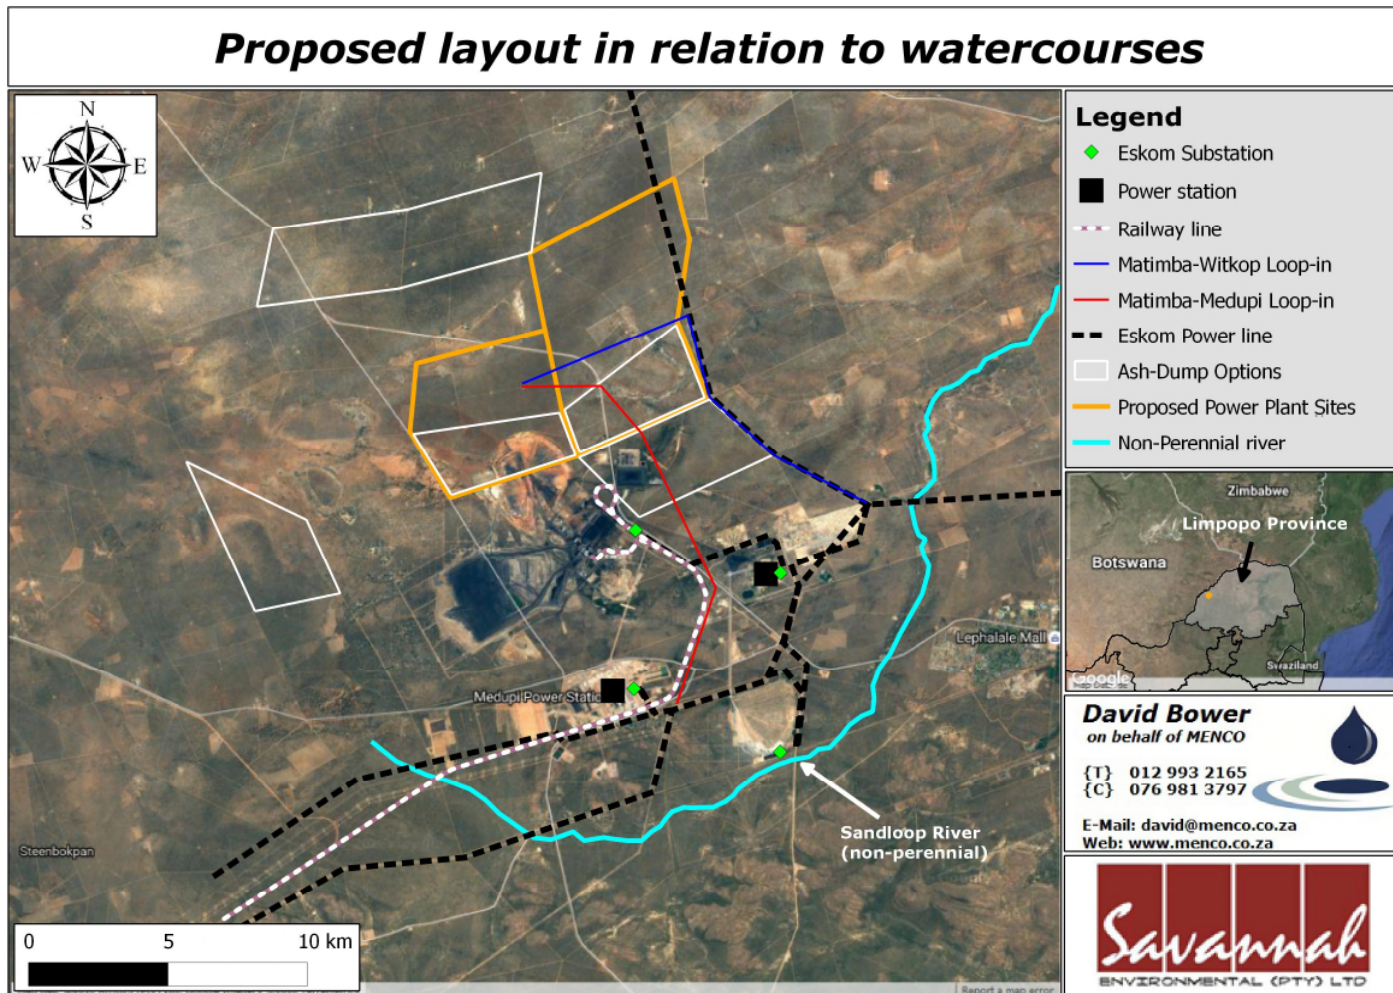 Proposed layout in relation to watercourses
N
W E
S
Legend
Eskom Substation
Power station
Railway line
Matimba-Witkop Loop-in
Matimba-Medupi Loop-in
Eskom Power line
Ash-Dump Options
Proposed Power Plant Sites
Non-Perennial river
Zimbabwe
Limpopo Province
Botswana
Swaziland
Google
Lephalale Mall
Medupi Power Static
Sandloop River
(non-perennial)
Steenbokpan
0 5 10 km
Report a map error
David Bower
on behalf of MENCO
{T} 012 993 2165
{C} 076 981 3797
E-Mail: david@menco.co.za
Web: www.menco.co.za
Savannah
ENVIRONMENTAL (PTY) LTD